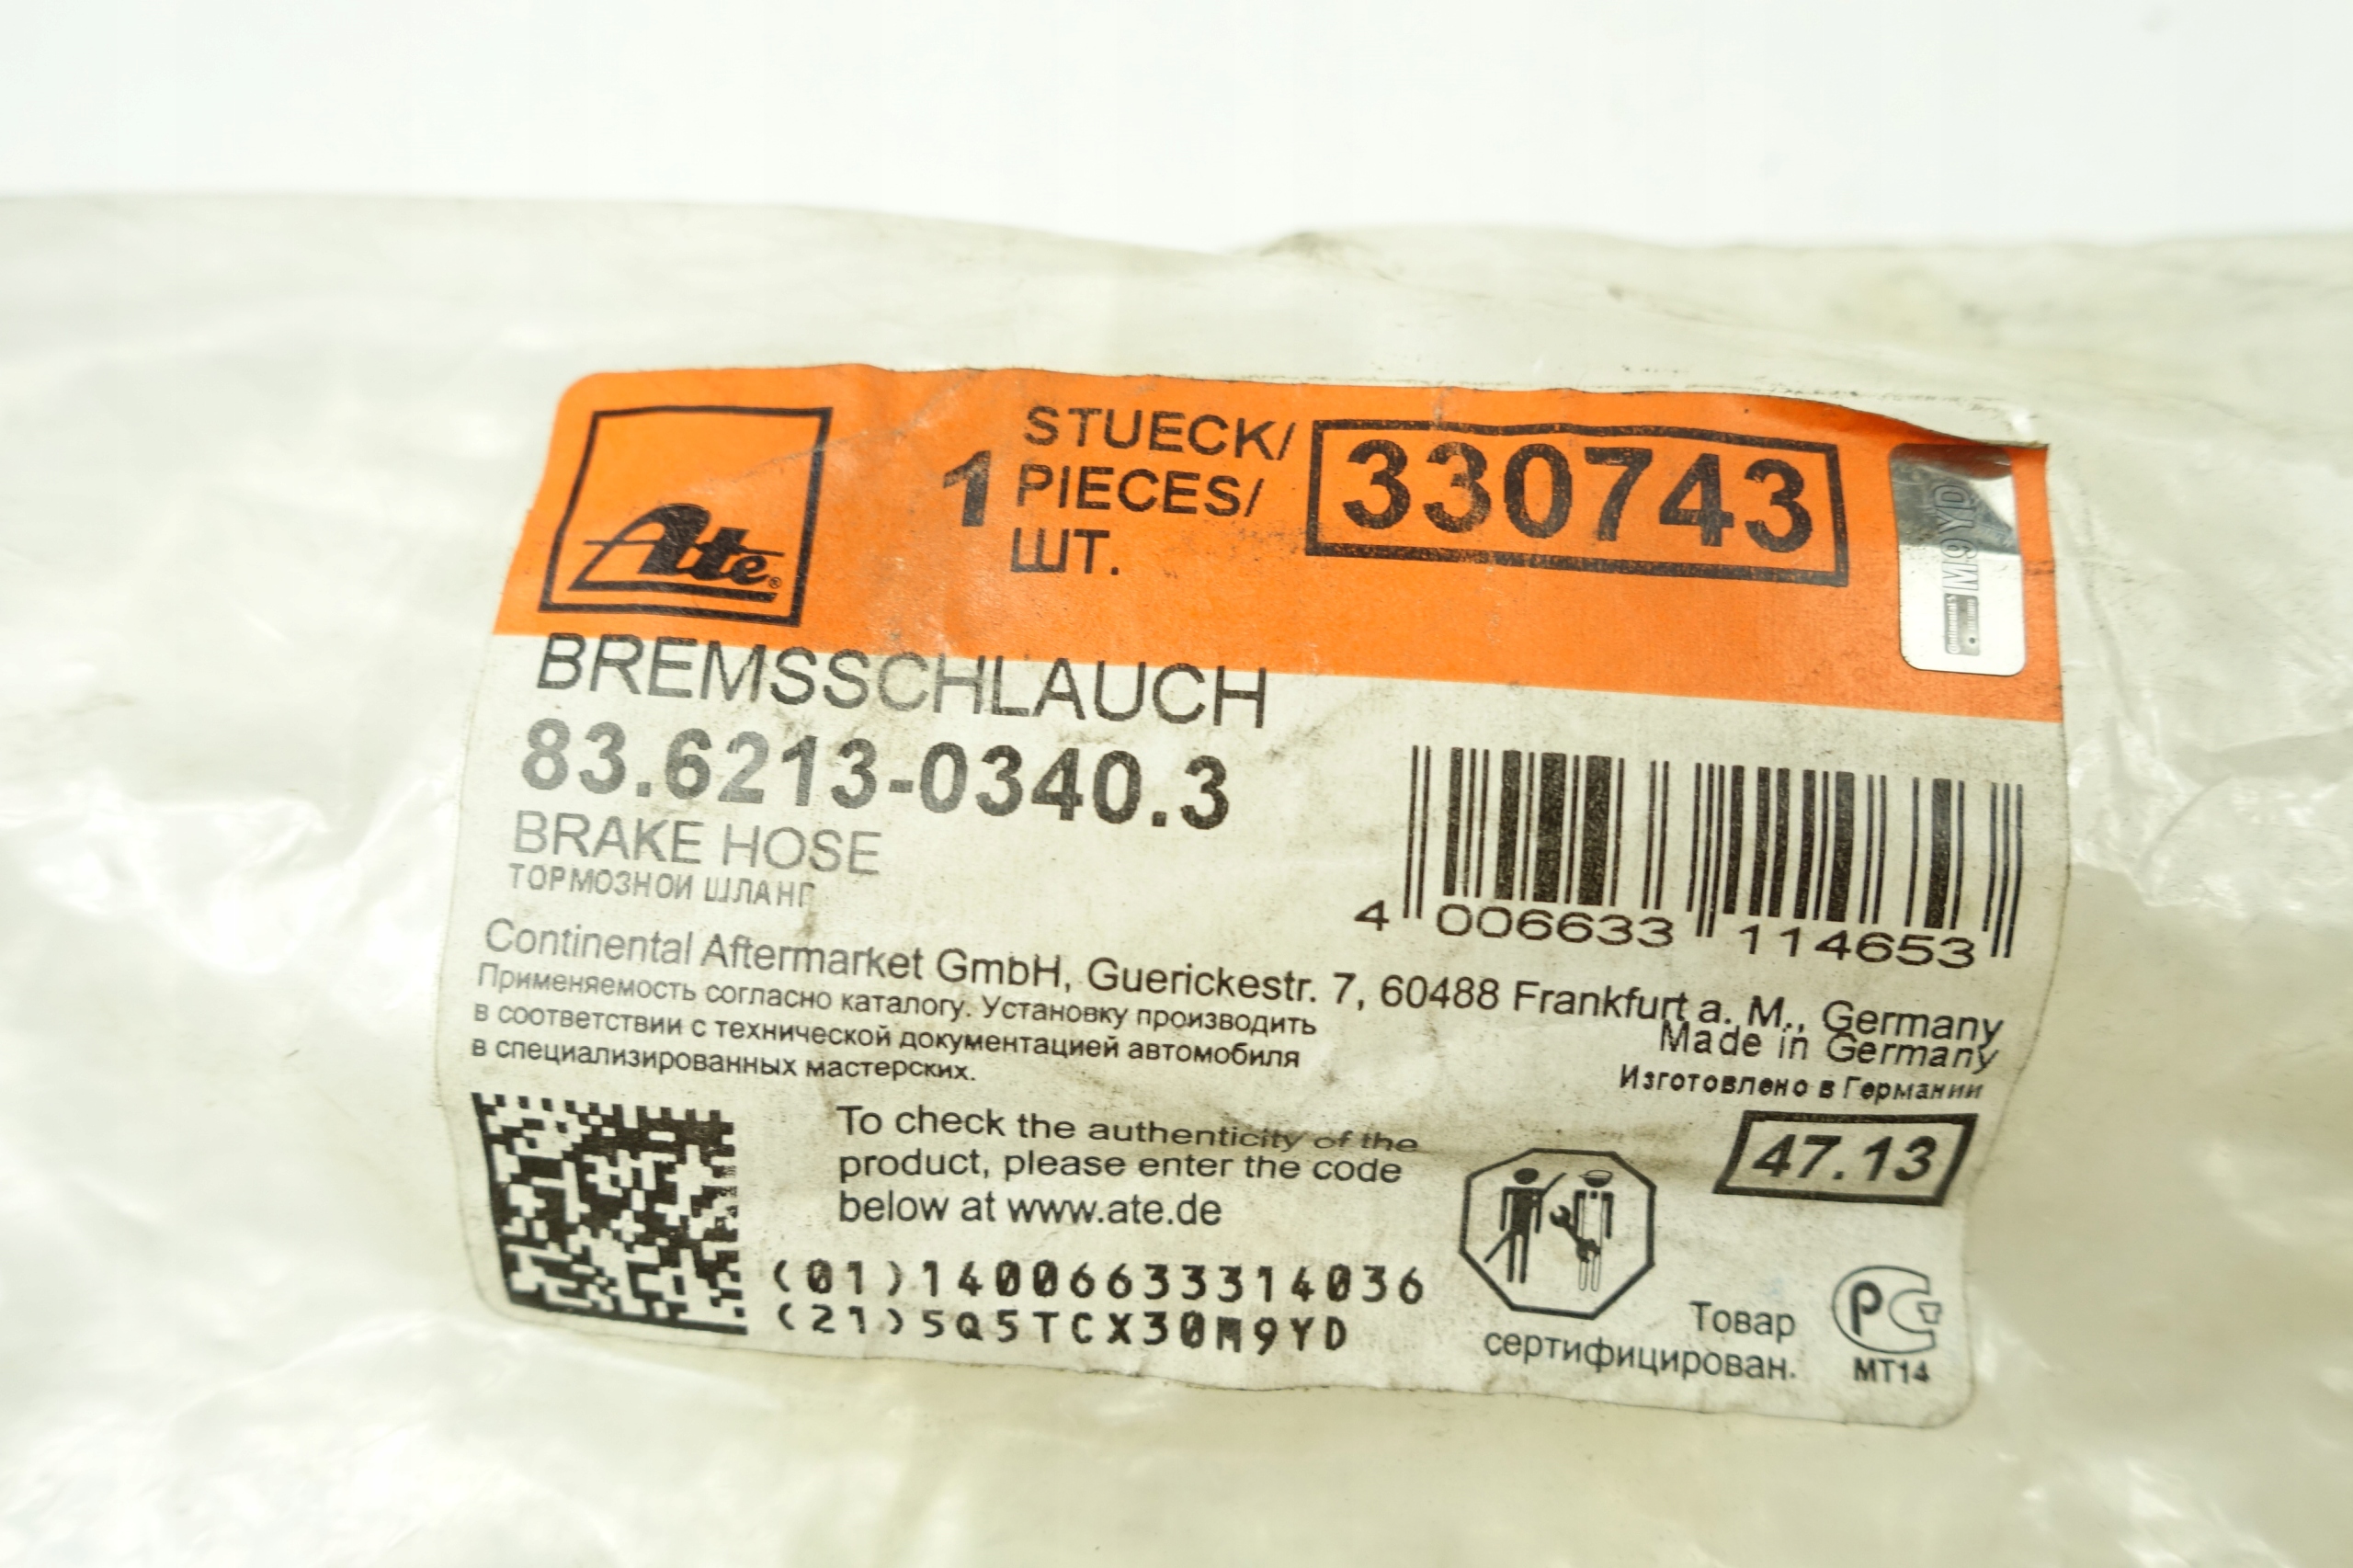 Ate
1 STUECK/
PIECES/
ШТ.
330743
M9YD
BREMSSCHLAUCH
83.6213-0340.3
BRAKE HOSE
ТОРМОЗНОИ ШЛАНГ
4 006633 114653
Continental Aftermarket GmbH, Guerickestr. 7, 60488 Frankfurt a. M., Germany
Применяемость согласно каталогу. Установку производить
в соответствии с технической документацией автомобиля
в специализированных мастерских.
Made in Germany
Изготовлено в Германии
47.13
To check the authenticity of the
product, please enter the code
below at www.ate.de
(01)14006633314036
(21)5Q5TCX30M9YD
Товар
сертифицирован.
РС
МТ14